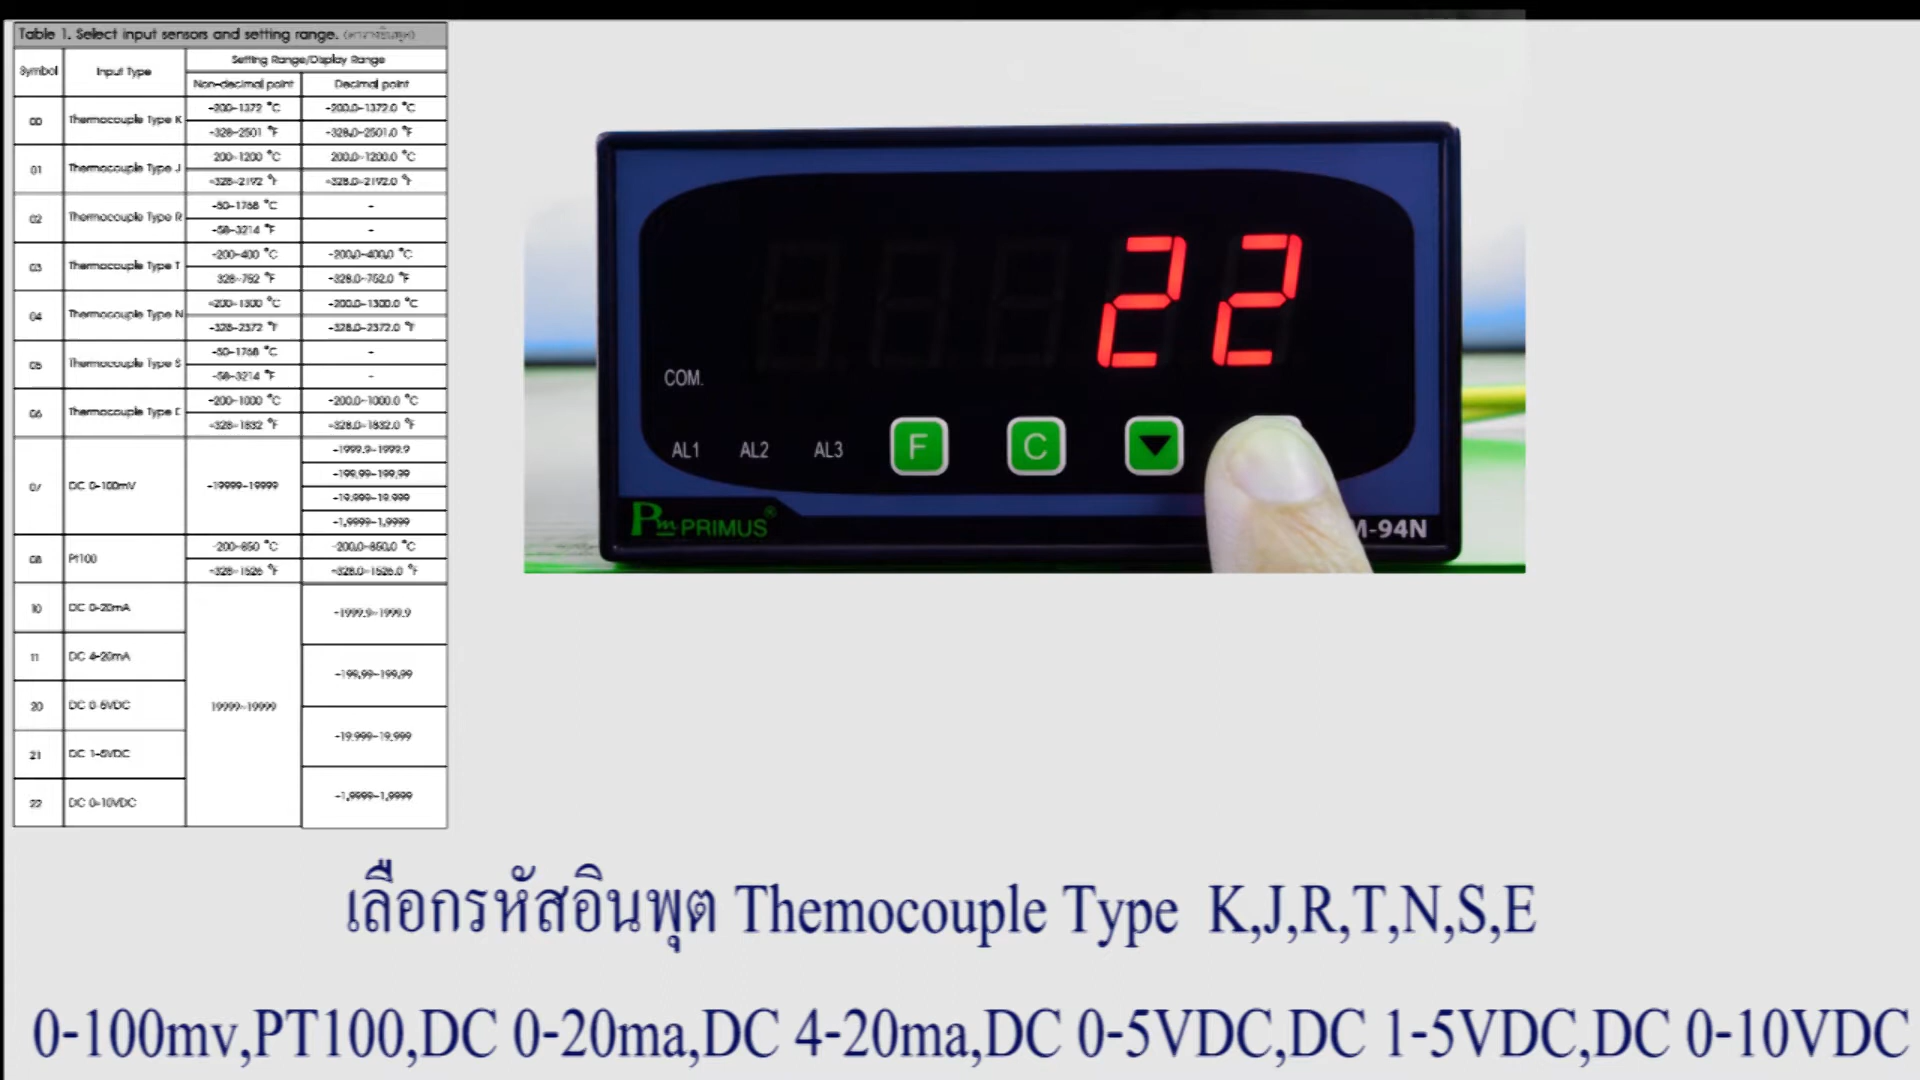 Table 1. Select input sensors and setting range.
Setting Range/Display Range
Symbol Input Type
Non-decimal point Decimal point
-200~1372 °C -200.0~1372.0 °C
00 Thermocouple Type K
-328~2501 °F -328.0~2501.0 °F
200~1200 °C 200.0~1200.0 °C
01 Thermocouple Type J
-328~2192 °F -328.0~2192.0 °F
-50~1768 °C -
02 Thermocouple Type R
-58~3214 °F -
-200~400 °C -200.0~400.0 °C
03 Thermocouple Type T
328~752 °F -328.0~752.0 °F
-200~1300 °C -200.0~1300.0 °C
04 Thermocouple Type N
-328~2372 °F -328.0~2372.0 °F
-50~1768 °C -
05 Thermocouple Type S
-58~3214 °F -
-200~1000 °C -200.0~1000.0 °C
06 Thermocouple Type E
-328~1832 °F -328.0~1832.0 °F
-1999.9~1999.9
-199.99~199.99
07 DC 0-100mV -19999~19999
-19.999~19.999
-1.9999~1.9999
-200~850 °C -200.0~850.0 °C
08 Pt100
-328~1526 °F -328.0~1526.0 °F
10 DC 0-20mA -1999.9~1999.9
11 DC 4-20mA
-199.99~199.99
20 DC 0-5VDC 19999~19999
-19.999~19.999
21 DC 1-5VDC
22 DC 0-10VDC -1.9999~1.9999
22
COM.
AL1 AL2 AL3 F C
Pm PRIMUS® M-94N
เลือกรหัสอินพุต Themocouple Type K,J,R,T,N,S,E
0-100mv,PT100,DC 0-20ma,DC 4-20ma,DC 0-5VDC,DC 1-5VDC,DC 0-10VDC